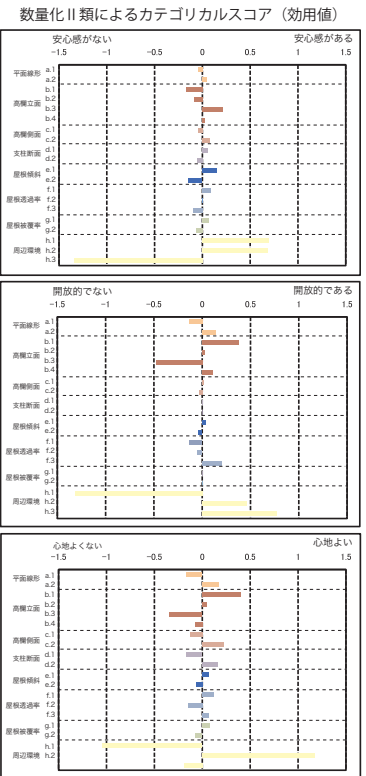 数量化Ⅱ類によるカテゴリカルスコア（効用値）
安心感がない 安心感がある
-1.5 -1 -0.5 0 0.5 1 1.5
平面線形 a.1
a.2
b.1
高欄立面 b.2
b.3
b.4
高欄側面 c.1
c.2
支柱断面 d.1
d.2
屋根傾斜 e.1
e.2
f.1
屋根透過率 f.2
f.3
屋根被覆率 g.1
g.2
h.1
周辺環境 h.2
h.3
開放的でない 開放的である
-1.5 -1 -0.5 0 0.5 1 1.5
平面線形 a.1
a.2
b.1
高欄立面 b.2
b.3
b.4
高欄側面 c.1
c.2
支柱断面 d.1
d.2
屋根傾斜 e.1
e.2
f.1
屋根透過率 f.2
f.3
屋根被覆率 g.1
g.2
h.1
周辺環境 h.2
h.3
心地よくない 心地よい
-1.5 -1 -0.5 0 0.5 1 1.5
平面線形 a.1
a.2
b.1
高欄立面 b.2
b.3
b.4
高欄側面 c.1
c.2
支柱断面 d.1
d.2
屋根傾斜 e.1
e.2
f.1
屋根透過率 f.2
f.3
屋根被覆率 g.1
g.2
h.1
周辺環境 h.2